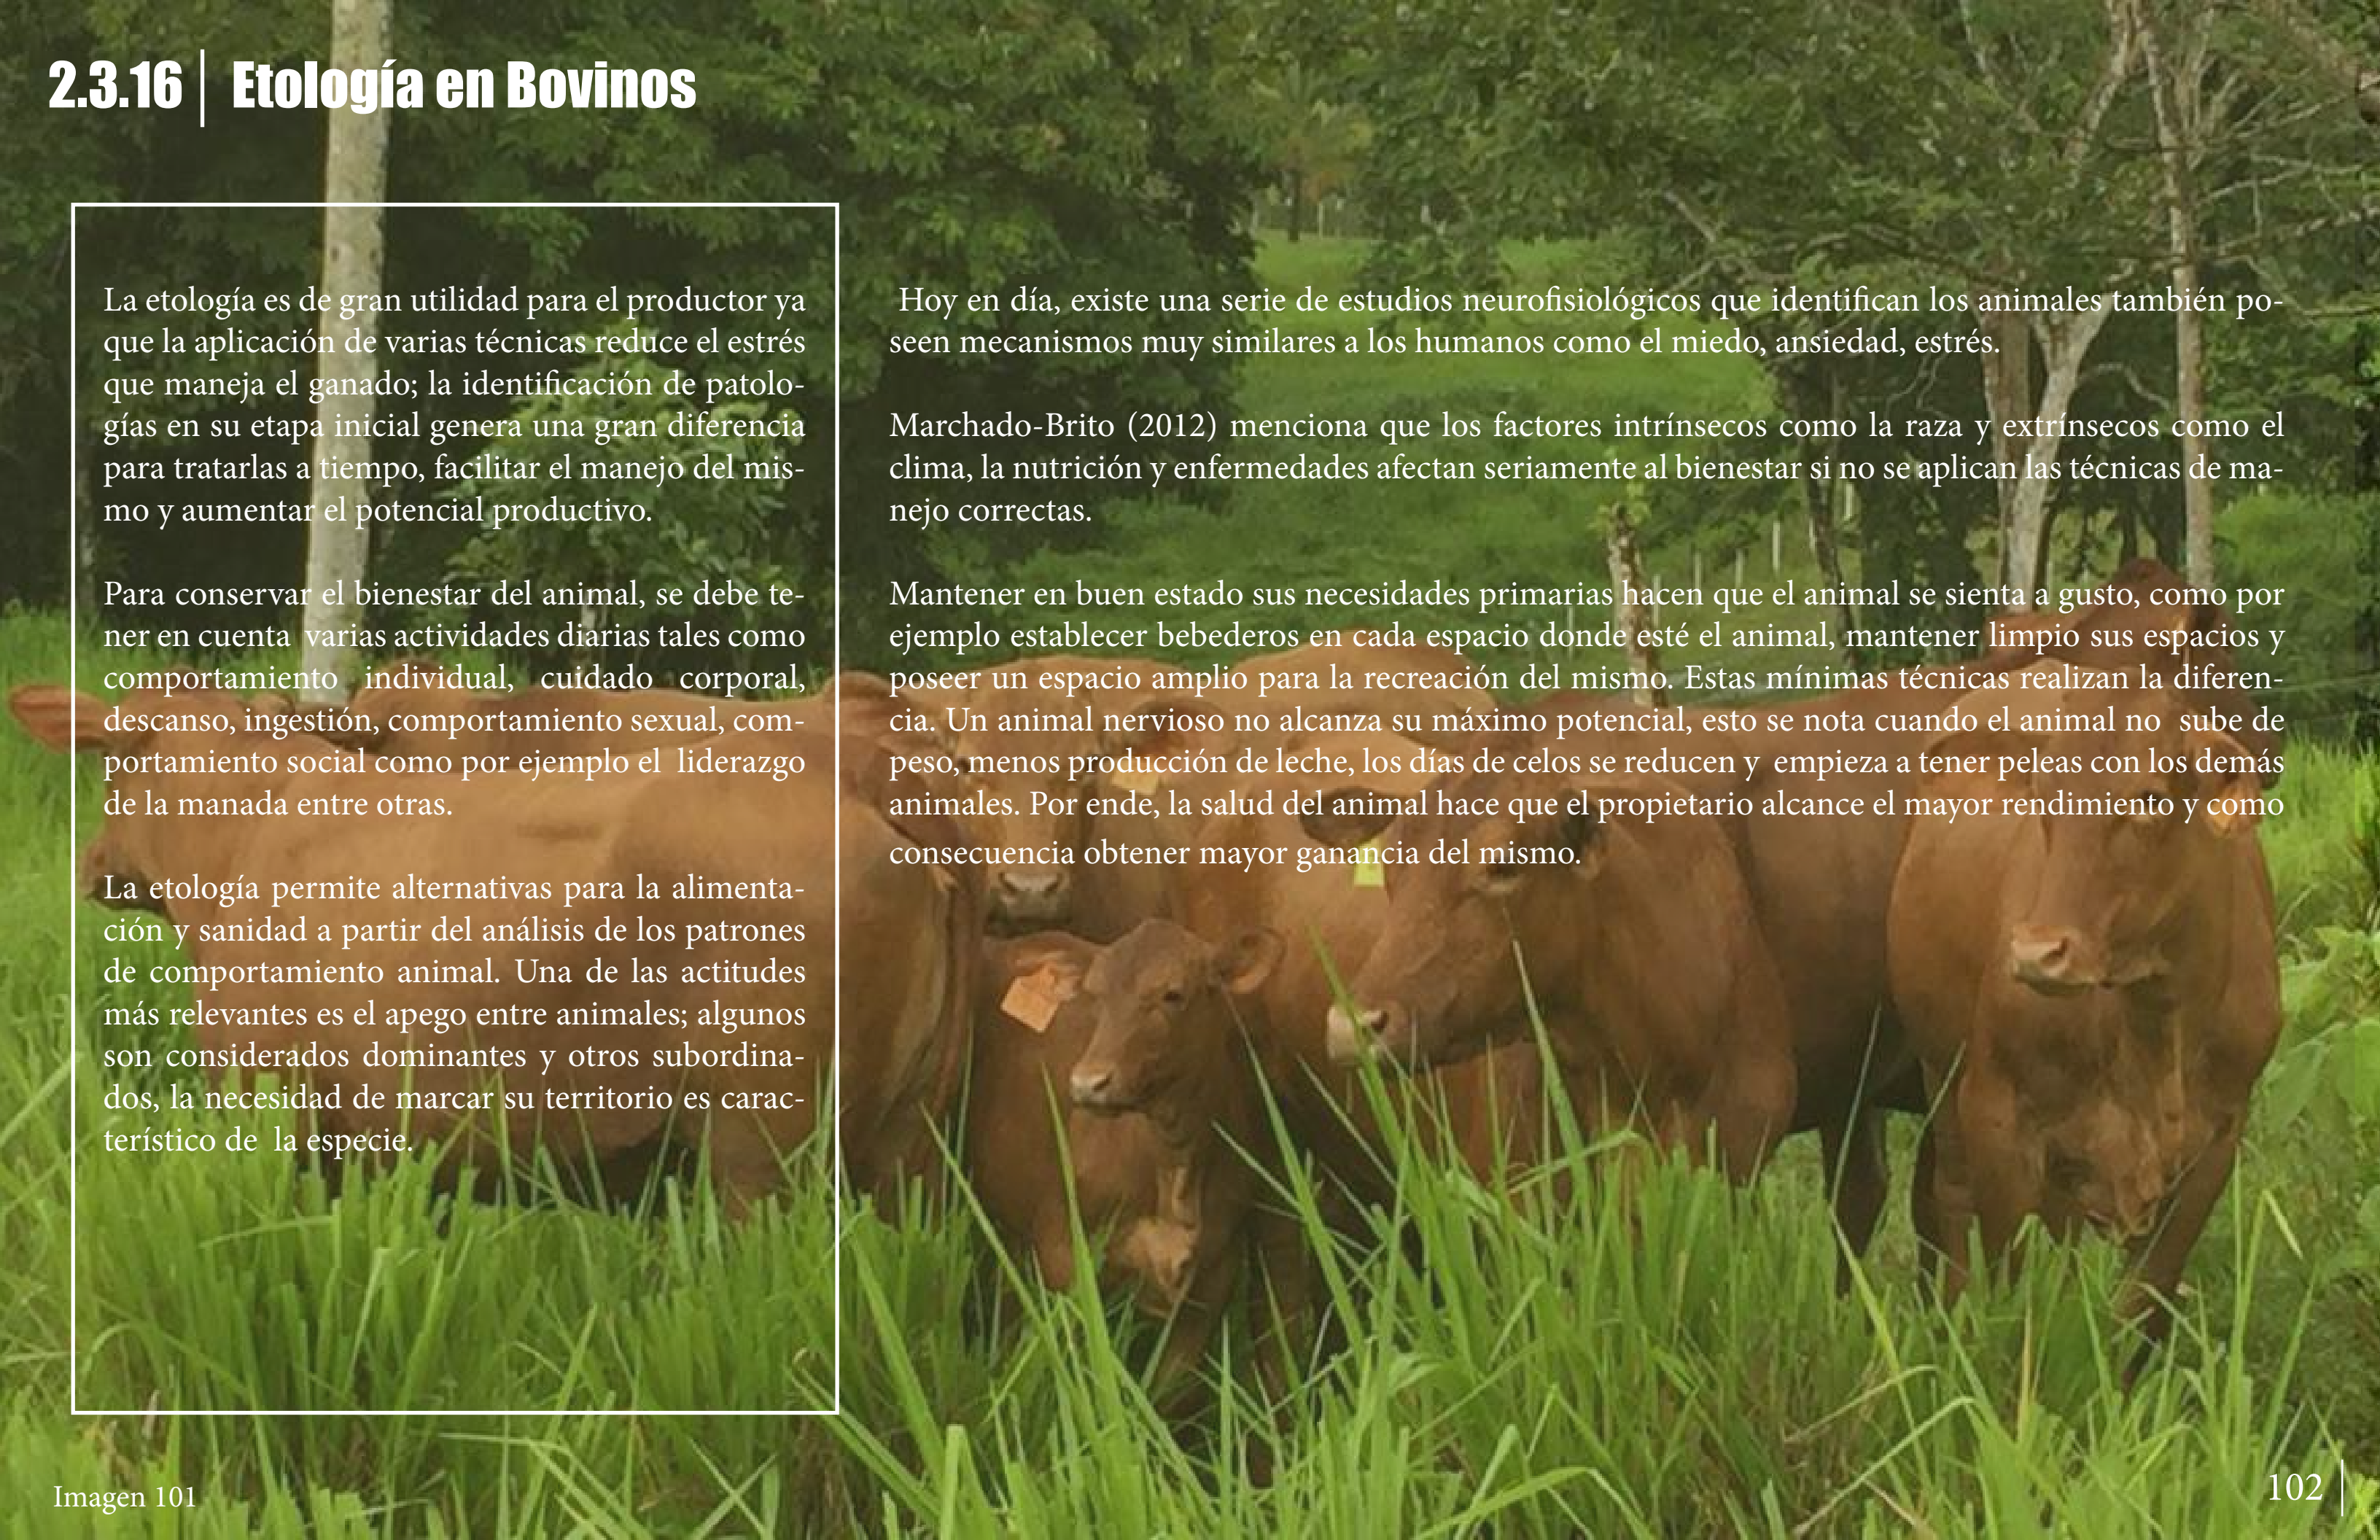 2.3.16 | Etología en Bovinos
La etología es de gran utilidad para el productor ya
que la aplicación de varias técnicas reduce el estrés
que maneja el ganado; la identificación de patolo-
gías en su etapa inicial genera una gran diferencia
para tratarlas a tiempo, facilitar el manejo del mis-
mo y aumentar el potencial productivo.
Para conservar el bienestar del animal, se debe te-
ner en cuenta varias actividades diarias tales como
comportamiento individual, cuidado corporal,
descanso, ingestión, comportamiento sexual, com-
portamiento social como por ejemplo el liderazgo
de la manada entre otras.
La etología permite alternativas para la alimenta-
ción y sanidad a partir del análisis de los patrones
de comportamiento animal. Una de las actitudes
más relevantes es el apego entre animales; algunos
son considerados dominantes y otros subordina-
dos, la necesidad de marcar su territorio es carac-
terístico de la especie.
Hoy en día, existe una serie de estudios neurofisiológicos que identifican los animales también po-
seen mecanismos muy similares a los humanos como el miedo, ansiedad, estrés.
Marchado-Brito (2012) menciona que los factores intrínsecos como la raza y extrínsecos como el
clima, la nutrición y enfermedades afectan seriamente al bienestar si no se aplican las técnicas de ma-
nejo correctas.
Mantener en buen estado sus necesidades primarias hacen que el animal se sienta a gusto, como por
ejemplo establecer bebederos en cada espacio donde esté el animal, mantener limpio sus espacios y
poseer un espacio amplio para la recreación del mismo. Estas mínimas técnicas realizan la diferen-
cia. Un animal nervioso no alcanza su máximo potencial, esto se nota cuando el animal no sube de
peso, menos producción de leche, los días de celos se reducen y empieza a tener peleas con los demás
animales. Por ende, la salud del animal hace que el propietario alcance el mayor rendimiento y como
consecuencia obtener mayor ganancia del mismo.
Imagen 101
102